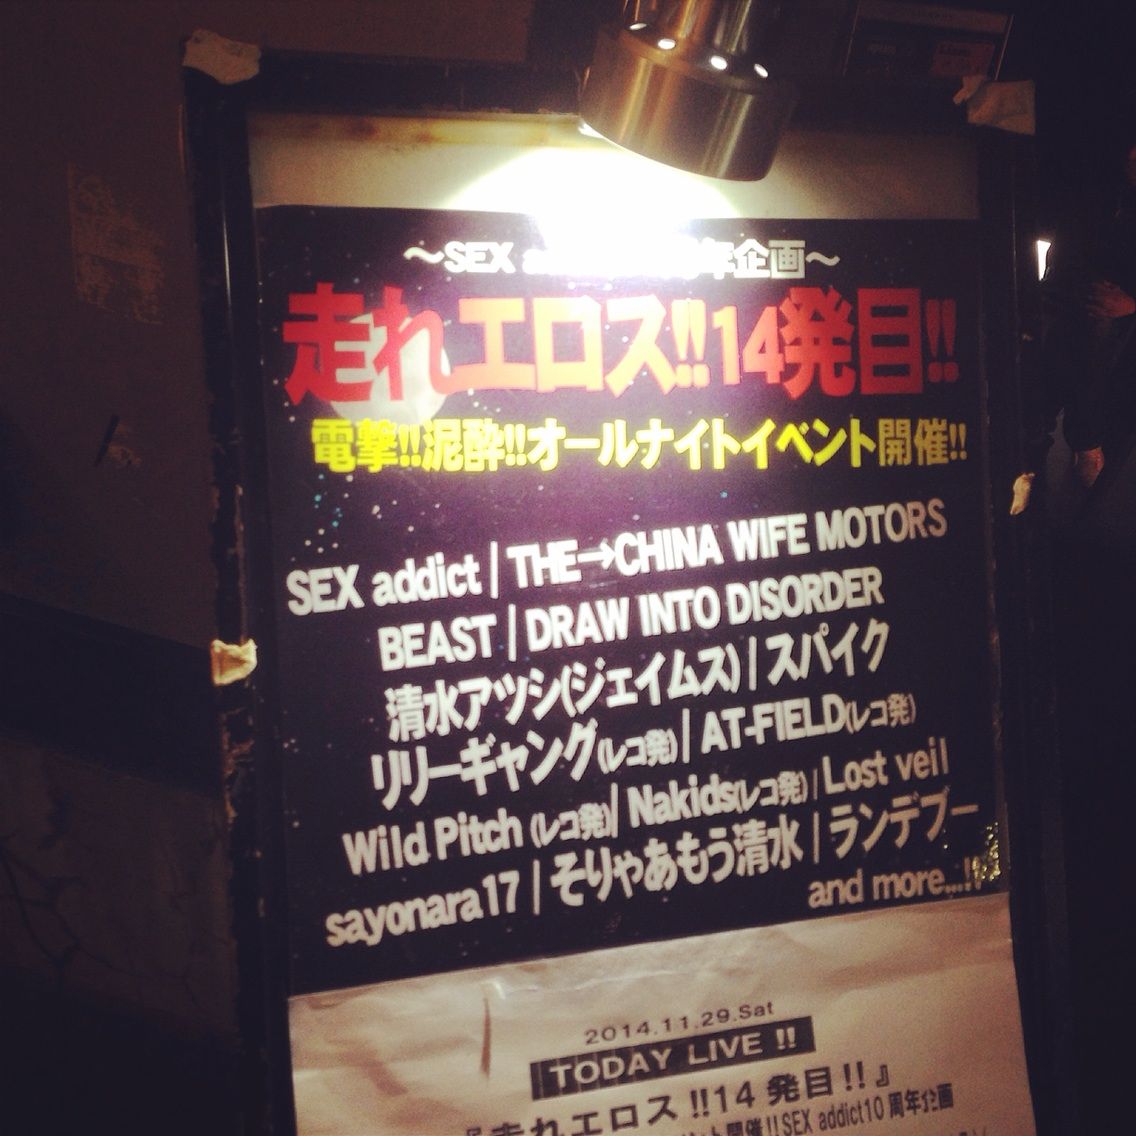 ～SEX 年企画～
走れエロス!!14発目!!
電撃!!泥酔!!オールナイトイベント開催!!
SEX addict | THE→CHINA WIFE MOTORS
BEAST | DRAW INTO DISORDER
清水アツシ(ジェイムス) | スパイク
リリーギャング(レコ発) | AT-FIELD(レコ発)
Wild Pitch (レコ発) | Nakids(レコ発) | Lost veil
sayonara17 | そりゃあもう清水 | ランデブー
and more...!!
2014.11.29.Sat
TODAY LIVE !!
『走れエロス !!14 発目 !!』
開催!!SEX addict10 周年企画